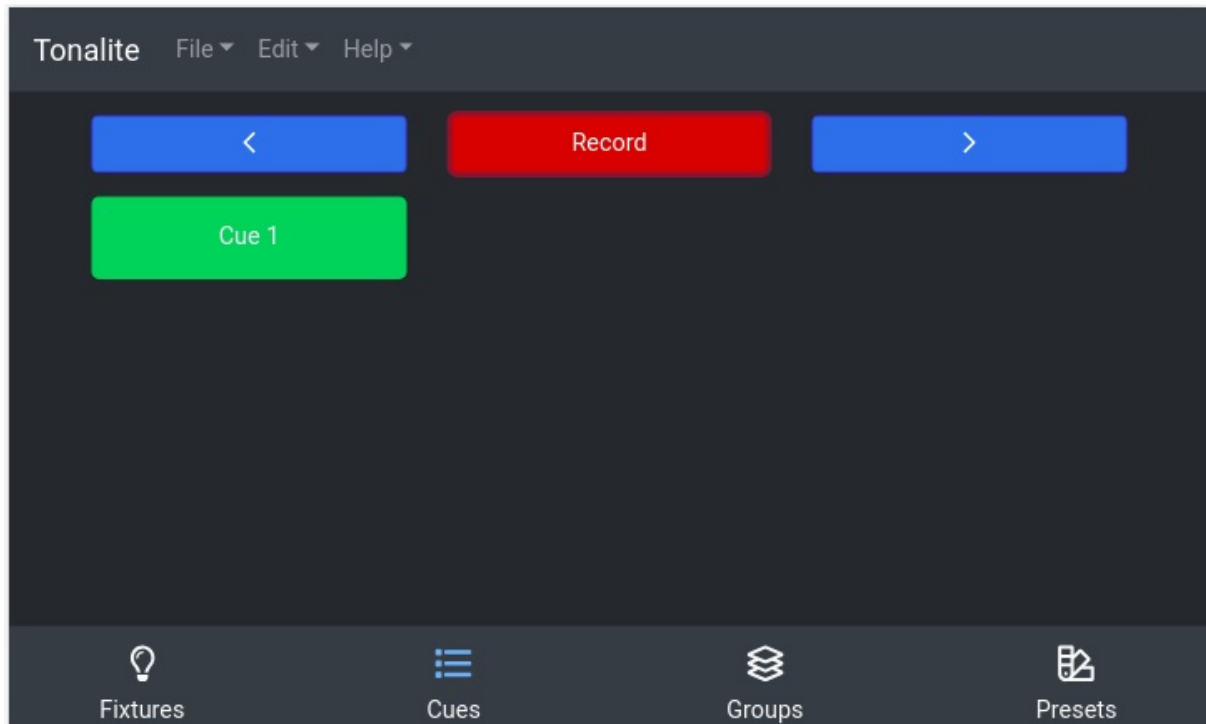 Tonalite File Edit Help
< Record >
Cue 1
Fixtures Cues Groups Presets